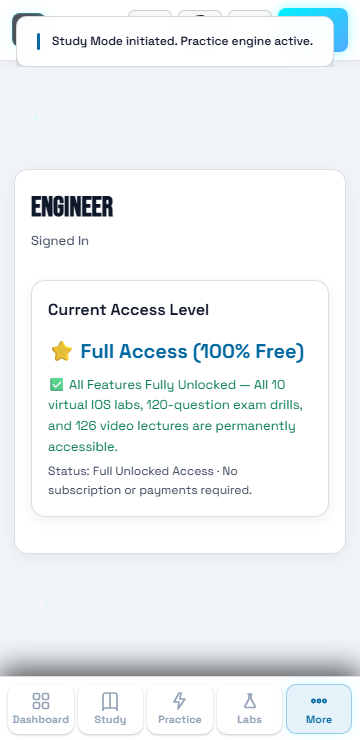 Study Mode initiated. Practice engine active.
ENGINEER
Signed In
Current Access Level
⭐ Full Access (100% Free)
✅ All Features Fully Unlocked — All 10
virtual IOS labs, 120-question exam drills,
and 126 video lectures are permanently
accessible.
Status: Full Unlocked Access · No
subscription or payments required.
Dashboard
Study
Practice
Labs
More